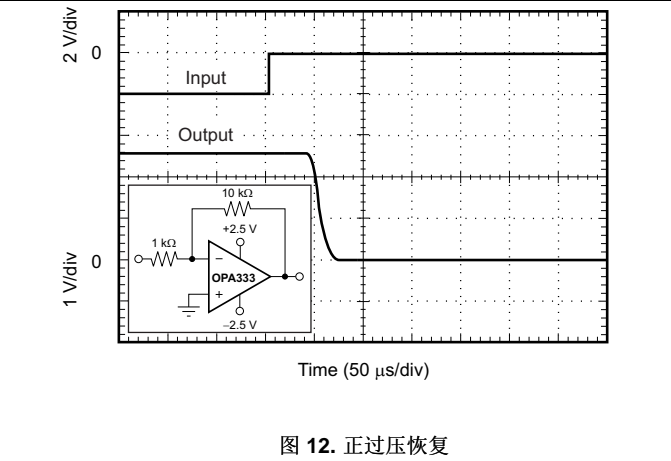 2 V/div
0
Input
Output
10 kΩ
+2.5 V
1 kΩ
−
OPA333
+
−2.5 V
1 V/div
0
Time (50 μs/div)
图 12. 正过压恢复